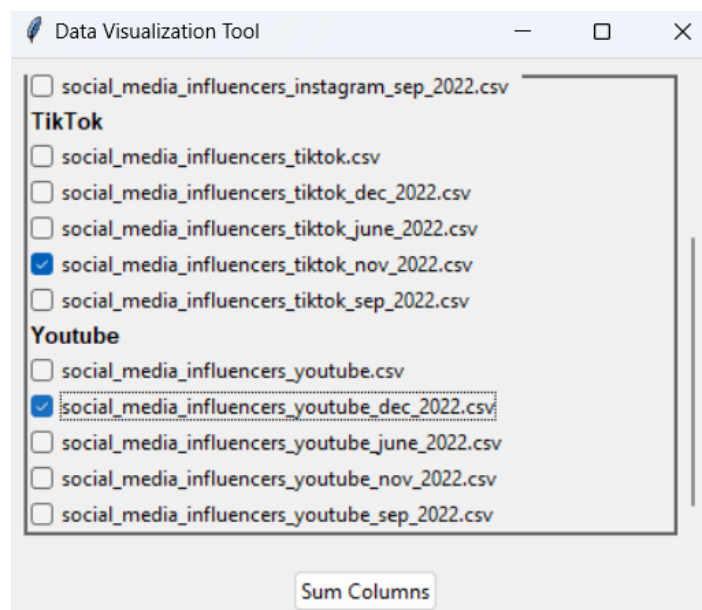 Data Visualization Tool
social_media_influencers_instagram_sep_2022.csv
TikTok
social_media_influencers_tiktok.csv
social_media_influencers_tiktok_dec_2022.csv
social_media_influencers_tiktok_june_2022.csv
social_media_influencers_tiktok_nov_2022.csv
social_media_influencers_tiktok_sep_2022.csv
Youtube
social_media_influencers_youtube.csv
social_media_influencers_youtube_dec_2022.csv
social_media_influencers_youtube_june_2022.csv
social_media_influencers_youtube_nov_2022.csv
social_media_influencers_youtube_sep_2022.csv
Sum Columns